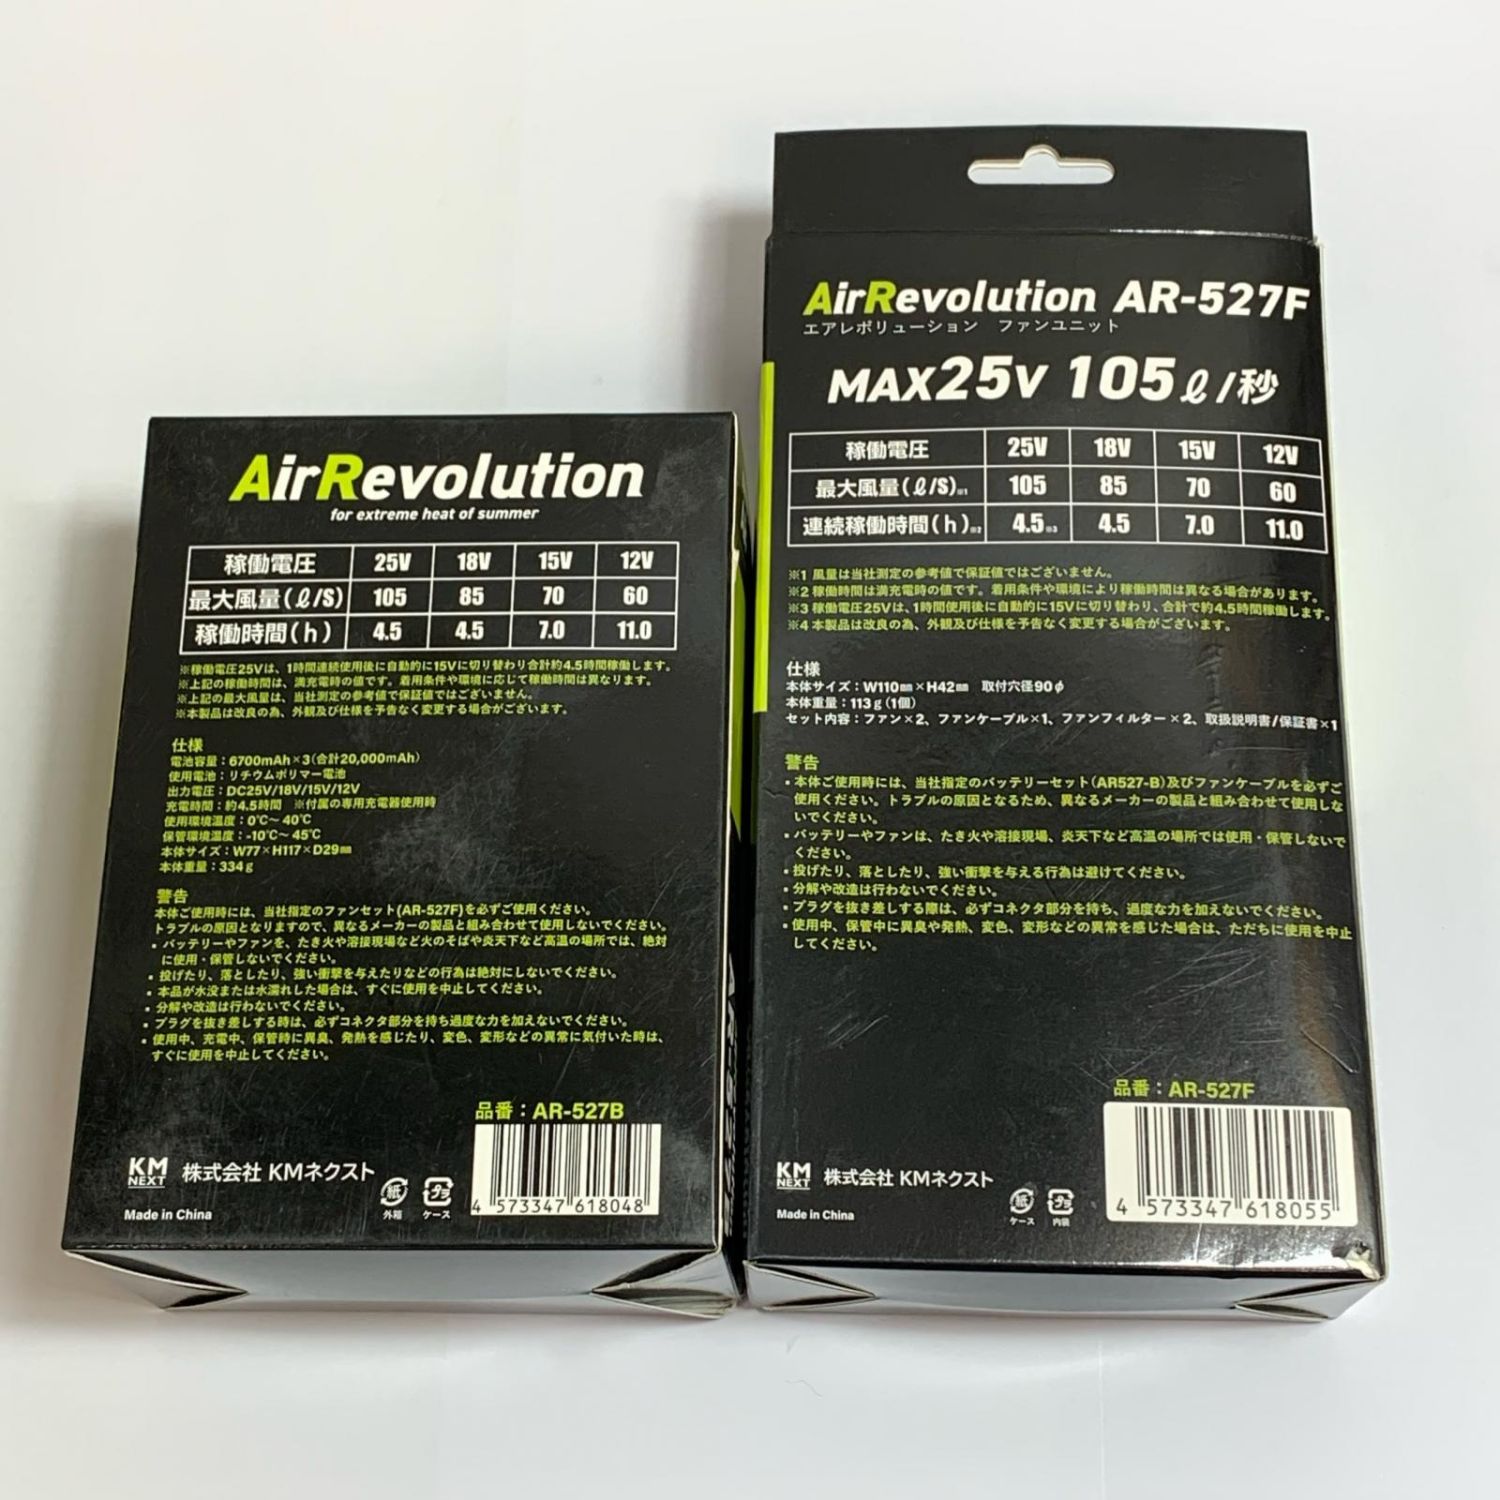 AirRevolution
for extreme heat of summer
稼働電圧 25V 18V 15V 12V
最大風量(ℓ/S) 105 85 70 60
稼働時間(h) 4.5 4.5 7.0 11.0
※稼働電圧25Vは、1時間連続使用後に自動的に15Vに切り替わり合計約4.5時間稼働します。
※上記の稼働時間は、満充電時の値です。着用条件や環境に応じて稼働時間は異なります。
※上記の最大風量は、当社測定の参考値で保証値ではございません。
※本製品は改良の為、外観及び仕様を予告なく変更する場合がございます。
仕様
電池容量：6700mAh×3(合計20,000mAh)
使用電池：リチウムポリマー電池
出力電圧：DC25V/18V/15V/12V
充電時間：約4.5時間 ※付属の専用充電器使用時
使用環境温度：0℃～40℃
保管環境温度：-10℃～45℃
本体サイズ：W77×H117×D29㎜
本体重量：334g
警告
本体ご使用時には、当社指定のファンセット(AR-527F)を必ずご使用ください。
トラブルの原因となりますので、異なるメーカーの製品と組み合わせて使用しないでください。
・バッテリーやファンを、たき火や溶接現場など火のそばや炎天下など高温の場所では、絶対
に使用・保管しないでください。
・投げたり、落としたり、強い衝撃を与えたりなどの行為は絶対にしないでください。
・本品が水没または水濡れした場合は、すぐに使用を中止してください。
・分解や改造は行わないでください。
・プラグを抜き差しする時は、必ずコネクタ部分を持ち過度な力を加えないでください。
・使用中、充電中、保管時に異臭、発熱を感じたり、変色、変形などの異常に気付いた時は、
すぐに使用を中止してください。
品番：AR-527B
KM NEXT 株式会社 KMネクスト
紙 外箱 プラ ケース
4 573347 618048
Made in China
AirRevolution AR-527F
エアレボリューション ファンユニット
MAX25V 105ℓ/秒
稼働電圧 25V 18V 15V 12V
最大風量(ℓ/S)※1 105 85 70 60
連続稼働時間(h)※2 4.5※3 4.5 7.0 11.0
※1 風量は当社測定の参考値で保証値ではございません。
※2 稼働時間は満充電時の値です。着用条件や環境により稼働時間は異なる場合があります。
※3 稼働電圧25Vは、1時間使用後に自動的に15Vに切り替わり、合計で約4.5時間稼働します。
※4 本製品は改良の為、外観及び仕様を予告なく変更する場合がございます。
仕様
本体サイズ：W110㎜×H42㎜ 取付穴径90φ
本体重量：113g(1個)
セット内容：ファン×2、ファンケーブル×1、ファンフィルター×2、取扱説明書/保証書×1
警告
・本体ご使用時には、当社指定のバッテリーセット(AR527-B)及びファンケーブルを必ずご
使用ください。トラブルの原因となるため、異なるメーカーの製品と組み合わせて使用しな
いでください。
・バッテリーやファンは、たき火や溶接現場、炎天下など高温の場所では使用・保管しないで
ください。
・投げたり、落としたり、強い衝撃を与える行為は避けてください。
・分解や改造は行わないでください。
・プラグを抜き差しする際は、必ずコネクタ部分を持ち、過度な力を加えないでください。
・使用中、保管中に異臭や発熱、変色、変形などの異常を感じた場合は、ただちに使用を中止
してください。
品番：AR-527F
KM NEXT 株式会社 KMネクスト
紙 ケース プラ 内袋
4 573347 618055
Made in China